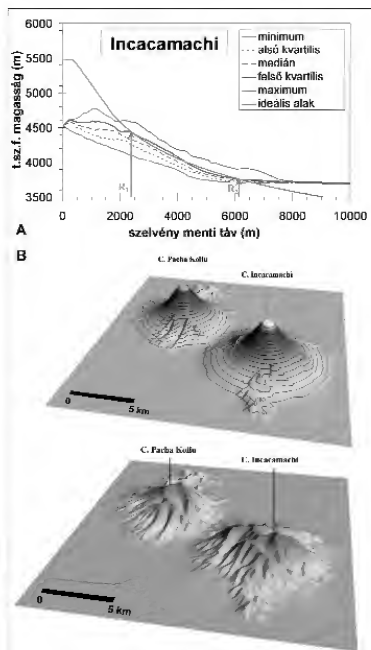 6000
5500
5000
4500
4000
3500
t.sz.f. magasság (m)
Incacamachi
minimum
alsó kvartilis
medián
felső kvartilis
maximum
ideális alak
R₁
0
2000
4000
6000
8000
10000
szelvény menti táv (m)
A
B
C. Pacha Kollu
C. Incacamachi
0
5 km
C. Pacha Kollu
C. Incacamachi
0
5 km